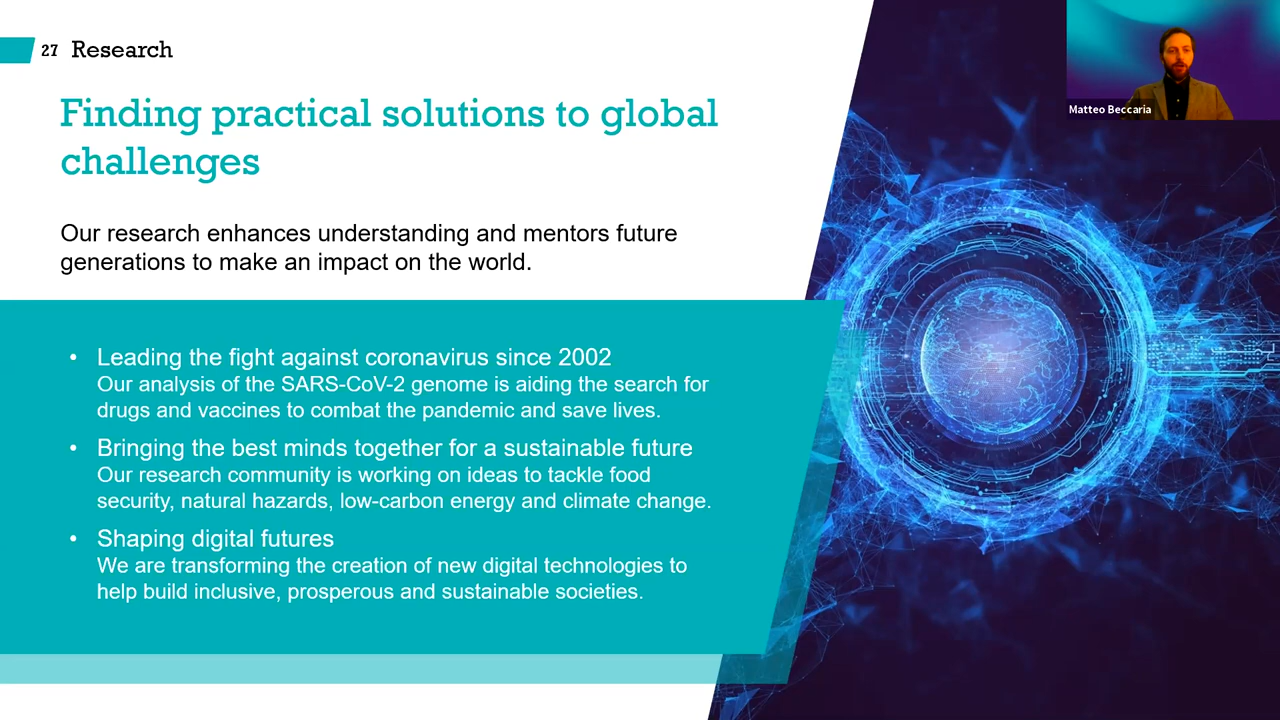 27 Research
Matteo Beccaria
Finding practical solutions to global
challenges
Our research enhances understanding and mentors future
generations to make an impact on the world.
• Leading the fight against coronavirus since 2002
Our analysis of the SARS-CoV-2 genome is aiding the search for
drugs and vaccines to combat the pandemic and save lives.
• Bringing the best minds together for a sustainable future
Our research community is working on ideas to tackle food
security, natural hazards, low-carbon energy and climate change.
• Shaping digital futures
We are transforming the creation of new digital technologies to
help build inclusive, prosperous and sustainable societies.